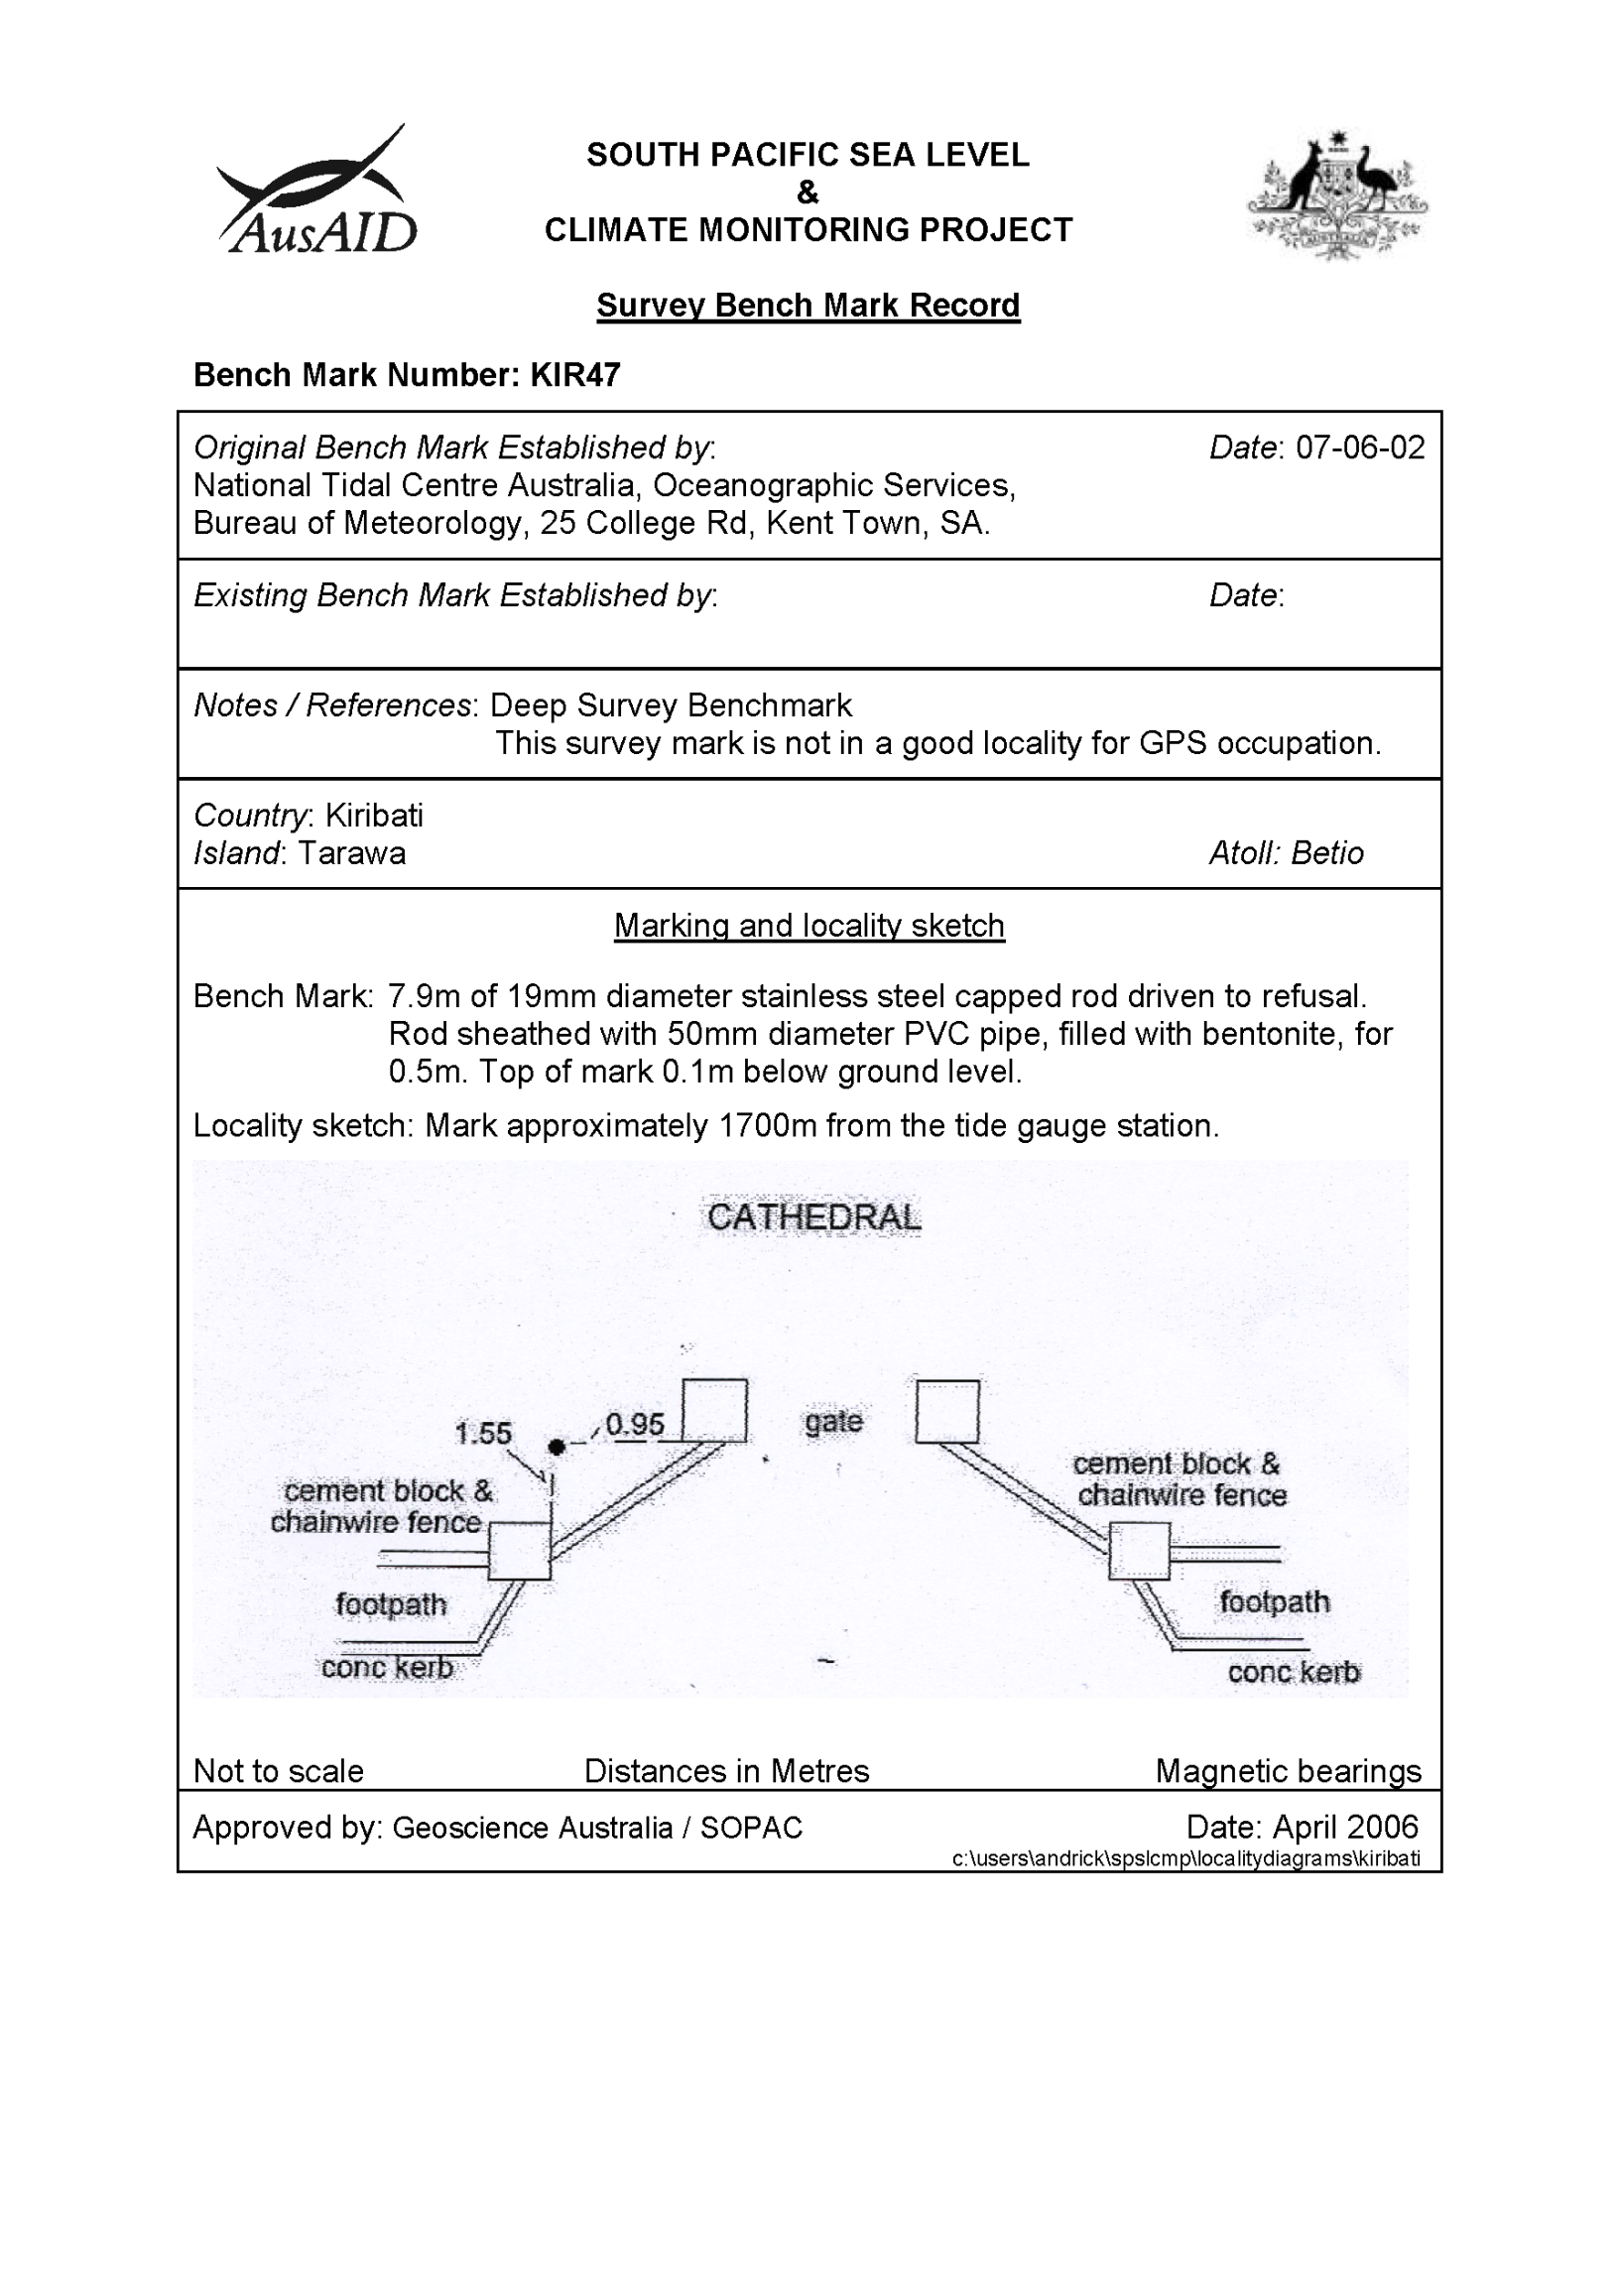 AusAID
SOUTH PACIFIC SEA LEVEL
&
CLIMATE MONITORING PROJECT
AUSTRALIA
Survey Bench Mark Record
Bench Mark Number: KIR47
Original Bench Mark Established by: Date: 07-06-02
National Tidal Centre Australia, Oceanographic Services,
Bureau of Meteorology, 25 College Rd, Kent Town, SA.
Existing Bench Mark Established by: Date:
Notes / References: Deep Survey Benchmark
This survey mark is not in a good locality for GPS occupation.
Country: Kiribati
Island: Tarawa Atoll: Betio
Marking and locality sketch
Bench Mark: 7.9m of 19mm diameter stainless steel capped rod driven to refusal.
Rod sheathed with 50mm diameter PVC pipe, filled with bentonite, for
0.5m. Top of mark 0.1m below ground level.
Locality sketch: Mark approximately 1700m from the tide gauge station.
CATHEDRAL
1.55
0.95
gate
cement block &
chainwire fence
cement block &
chainwire fence
footpath
footpath
conc kerb
conc kerb
Not to scale Distances in Metres Magnetic bearings
Approved by: Geoscience Australia / SOPAC Date: April 2006
c:\users\andrick\spslcmp\localitydiagrams\kiribati